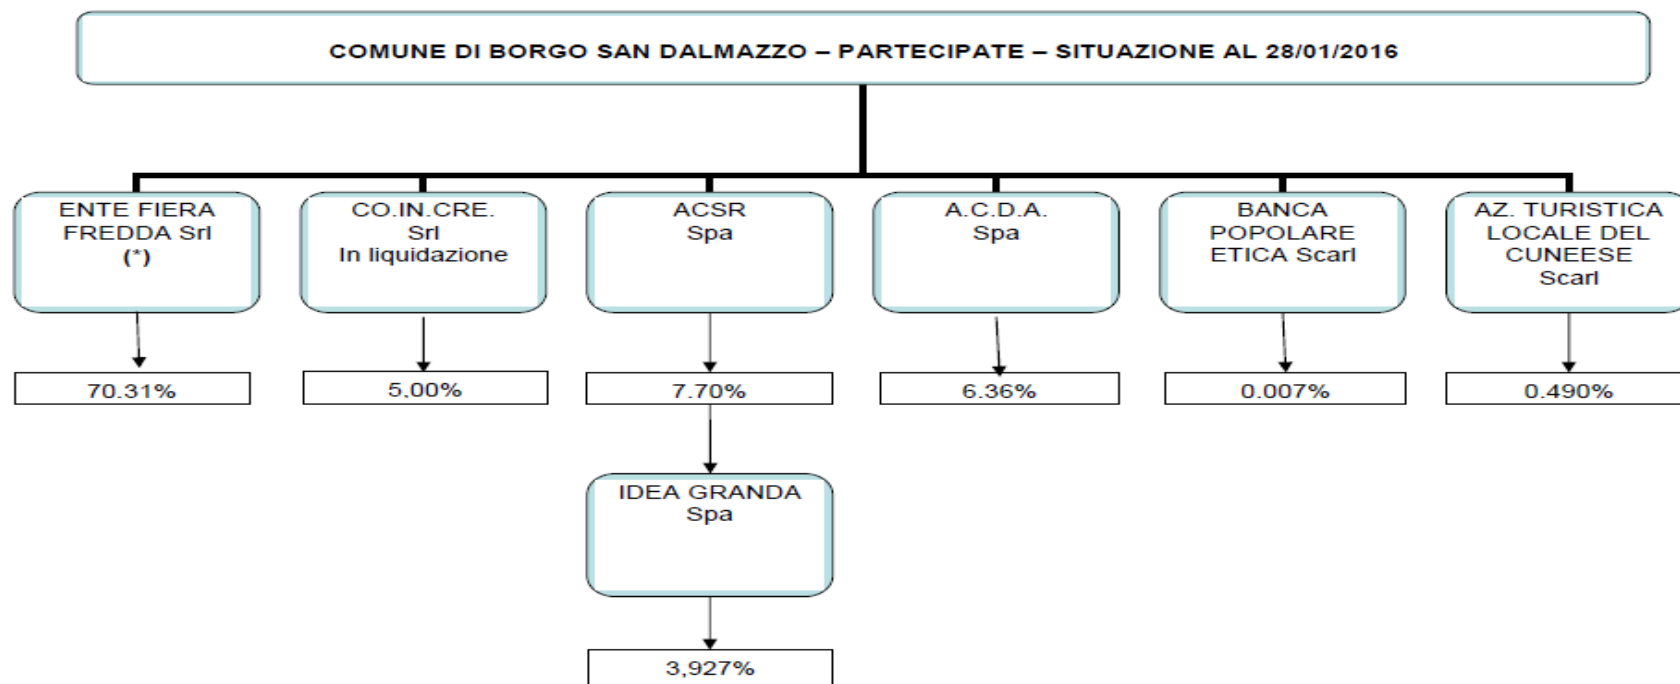 COMUNE DI BORGO SAN DALMAZZO – PARTECIPATE – SITUAZIONE AL 28/01/2016
ENTE FIERA
FREDDA Srl
(*)
CO.IN.CRE.
Srl
In liquidazione
ACSR
Spa
A.C.D.A.
Spa
BANCA
POPOLARE
ETICA Scarl
AZ. TURISTICA
LOCALE DEL
CUNEESE
Scarl
70.31%
5,00%
7.70%
6.36%
0.007%
0.490%
IDEA GRANDA
Spa
3,927%